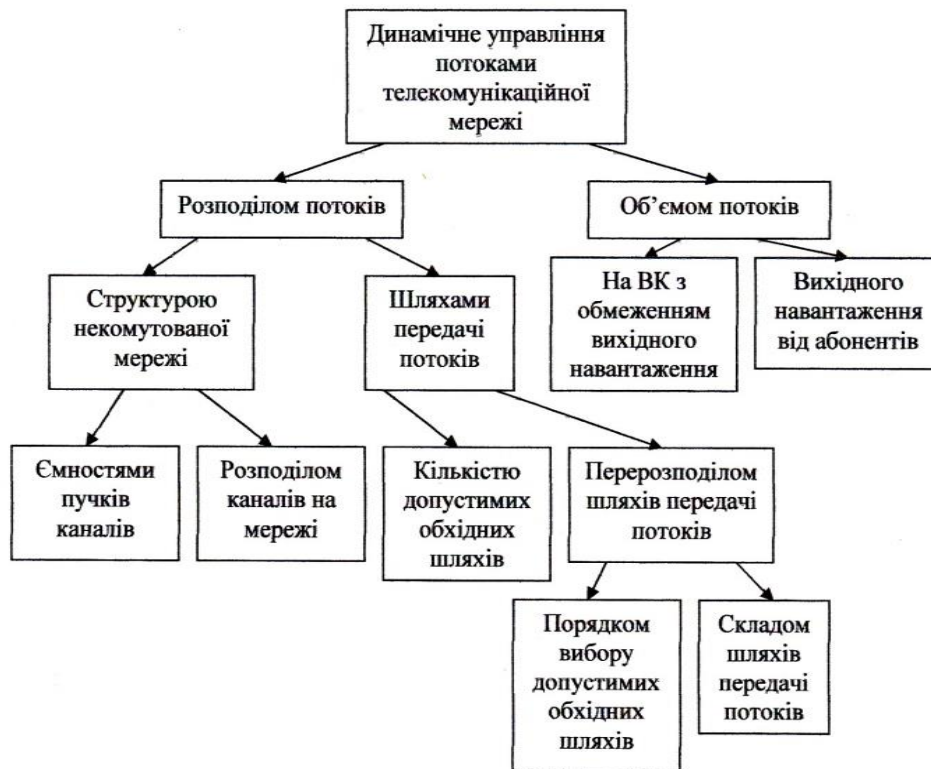 Динамічне управління
потоками
телекомунікаційної
мережі
Розподілом потоків
Об’ємом потоків
Структурою
некомутованої
мережі
Шляхами
передачі
потоків
На ВК з
обмеженням
вихідного
навантаження
Вихідного
навантаження
від абонентів
Ємностями
пучків
каналів
Розподілом
каналів на
мережі
Кількістю
допустимих
обхідних
шляхів
Перерозподілом
шляхів передачі
потоків
Порядком
вибору
допустимих
обхідних
шляхів
Складом
шляхів
передачі
потоків